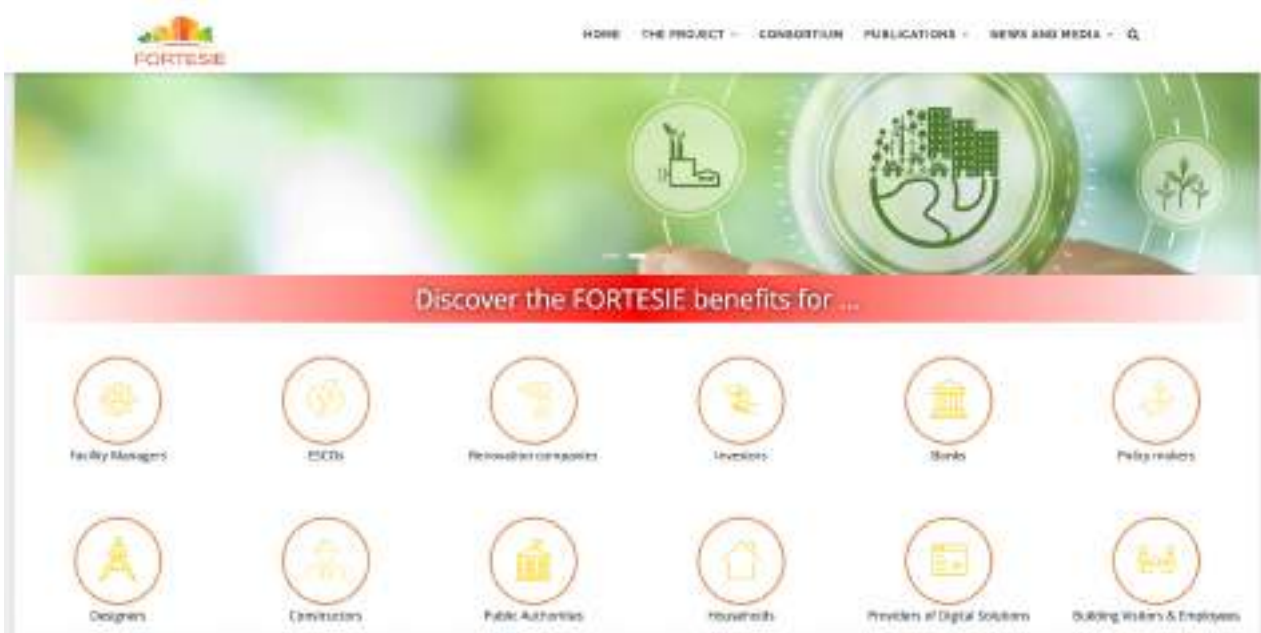 FORTESIE
HOME THE PROJECT CONSORTIUM PUBLICATIONS NEWS AND MEDIA
Discover the FORTESIE benefits for ...
Facility Managers ESCOs Renovation companies Investors Banks Policy makers
Designers Constructors Public Authorities Households Providers of Digital Solutions Building Visitors & Employees